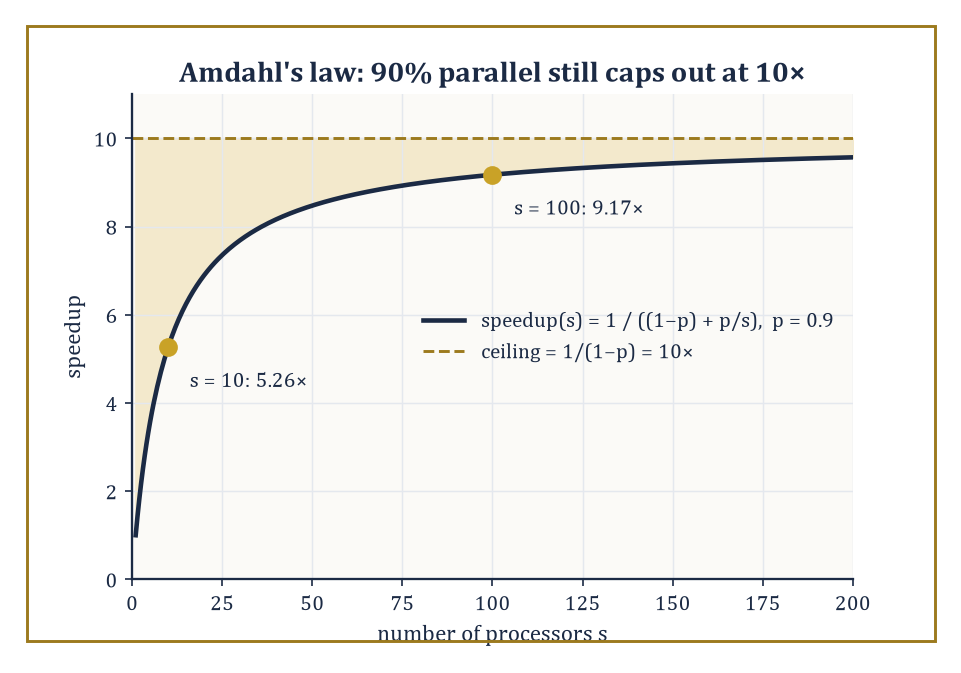 Amdahl's law: 90% parallel still caps out at 10×
10
8
6
4
2
0
speedup
s = 100: 9.17×
speedup(s) = 1 / ((1−p) + p/s),  p = 0.9
ceiling = 1/(1−p) = 10×
s = 10: 5.26×
0 25 50 75 100 125 150 175 200
number of processors s